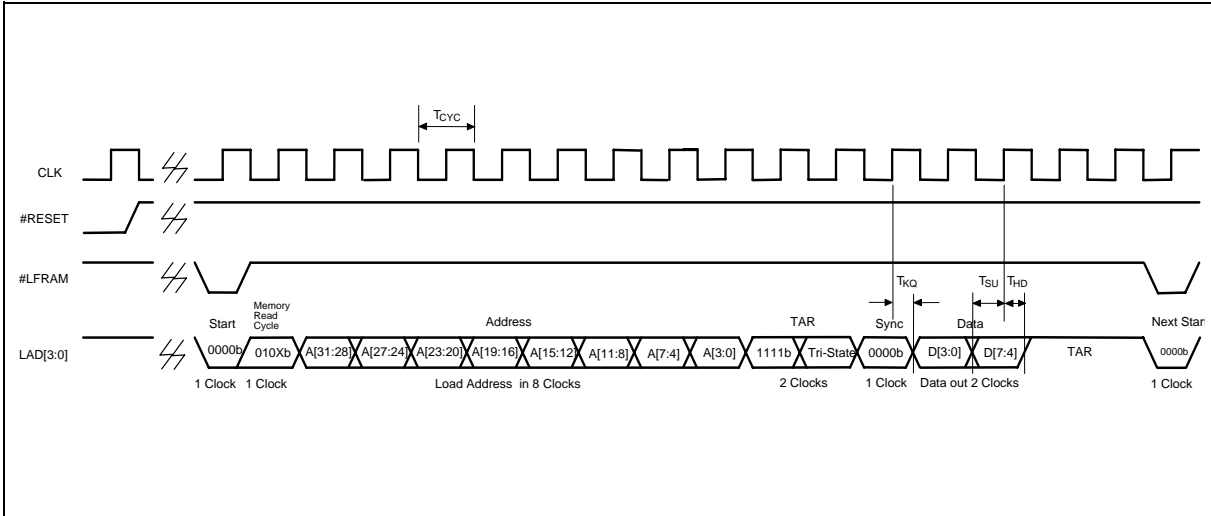 TCYC
CLK
#RESET
#LFRAM
TKQ
TSU
THD
Start
Memory
Read
Cycle
Address
TAR
Sync
Data
Next Start
LAD[3:0]
0000b
010Xb
A[31:28]
A[27:24]
A[23:20]
A[19:16]
A[15:12]
A[11:8]
A[7:4]
A[3:0]
1111b
Tri-State
0000b
D[3:0]
D[7:4]
TAR
0000b
1 Clock
1 Clock
Load Address in 8 Clocks
2 Clocks
1 Clock
Data out 2 Clocks
1 Clock